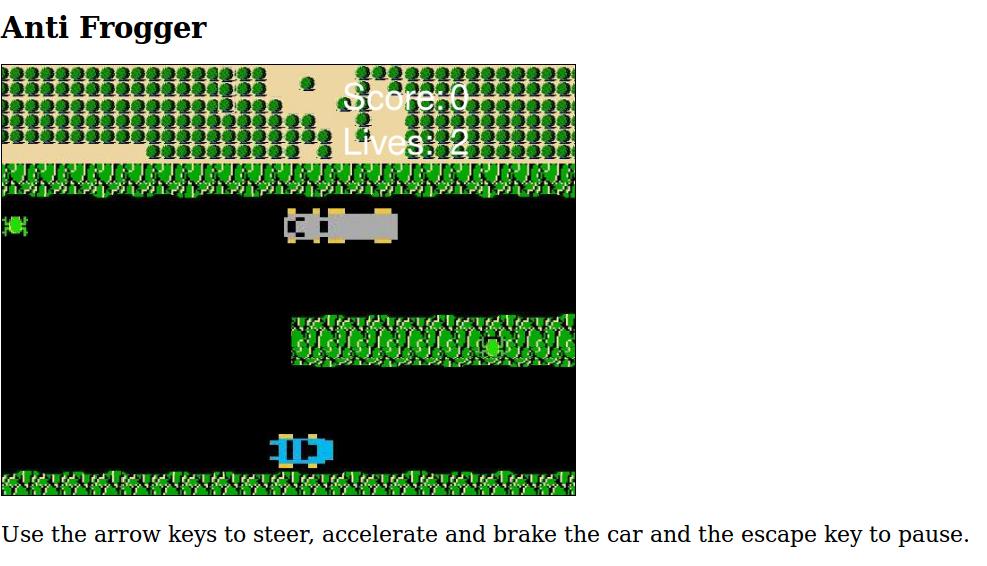 Anti Frogger
Score: 0
Lives: 2
Use the arrow keys to steer, accelerate and brake the car and the escape key to pause.